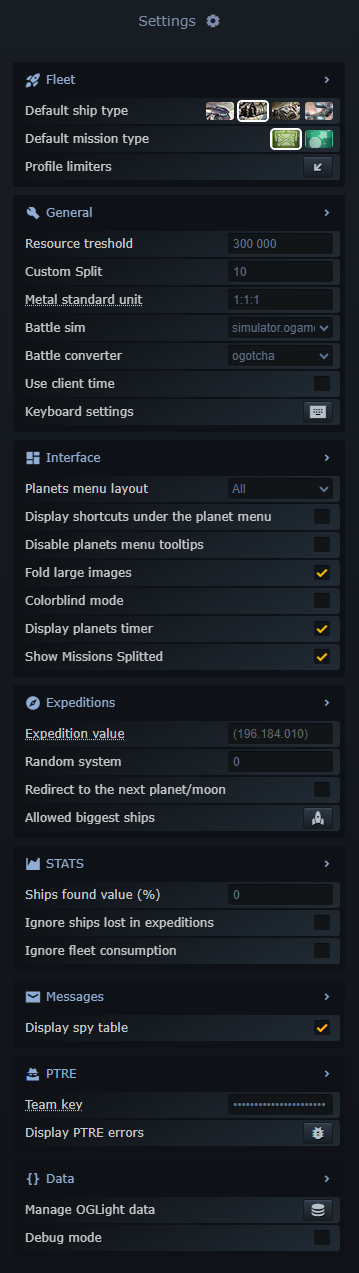 Settings
Fleet
Default ship type
Default mission type
Profile limiters
General
Resource treshold 300 000
Custom Split 10
Metal standard unit 1:1:1
Battle sim simulator.ogam
Battle converter ogotcha
Use client time
Keyboard settings
Interface
Planets menu layout All
Display shortcuts under the planet menu
Disable planets menu tooltips
Fold large images
Colorblind mode
Display planets timer
Show Missions Splitted
Expeditions
Expedition value (196.184.010)
Random system 0
Redirect to the next planet/moon
Allowed biggest ships
STATS
Ships found value (%) 0
Ignore ships lost in expeditions
Ignore fleet consumption
Messages
Display spy table
PTRE
Team key ••••••••••••••••••••••
Display PTRE errors
{} Data
Manage OGLight data
Debug mode